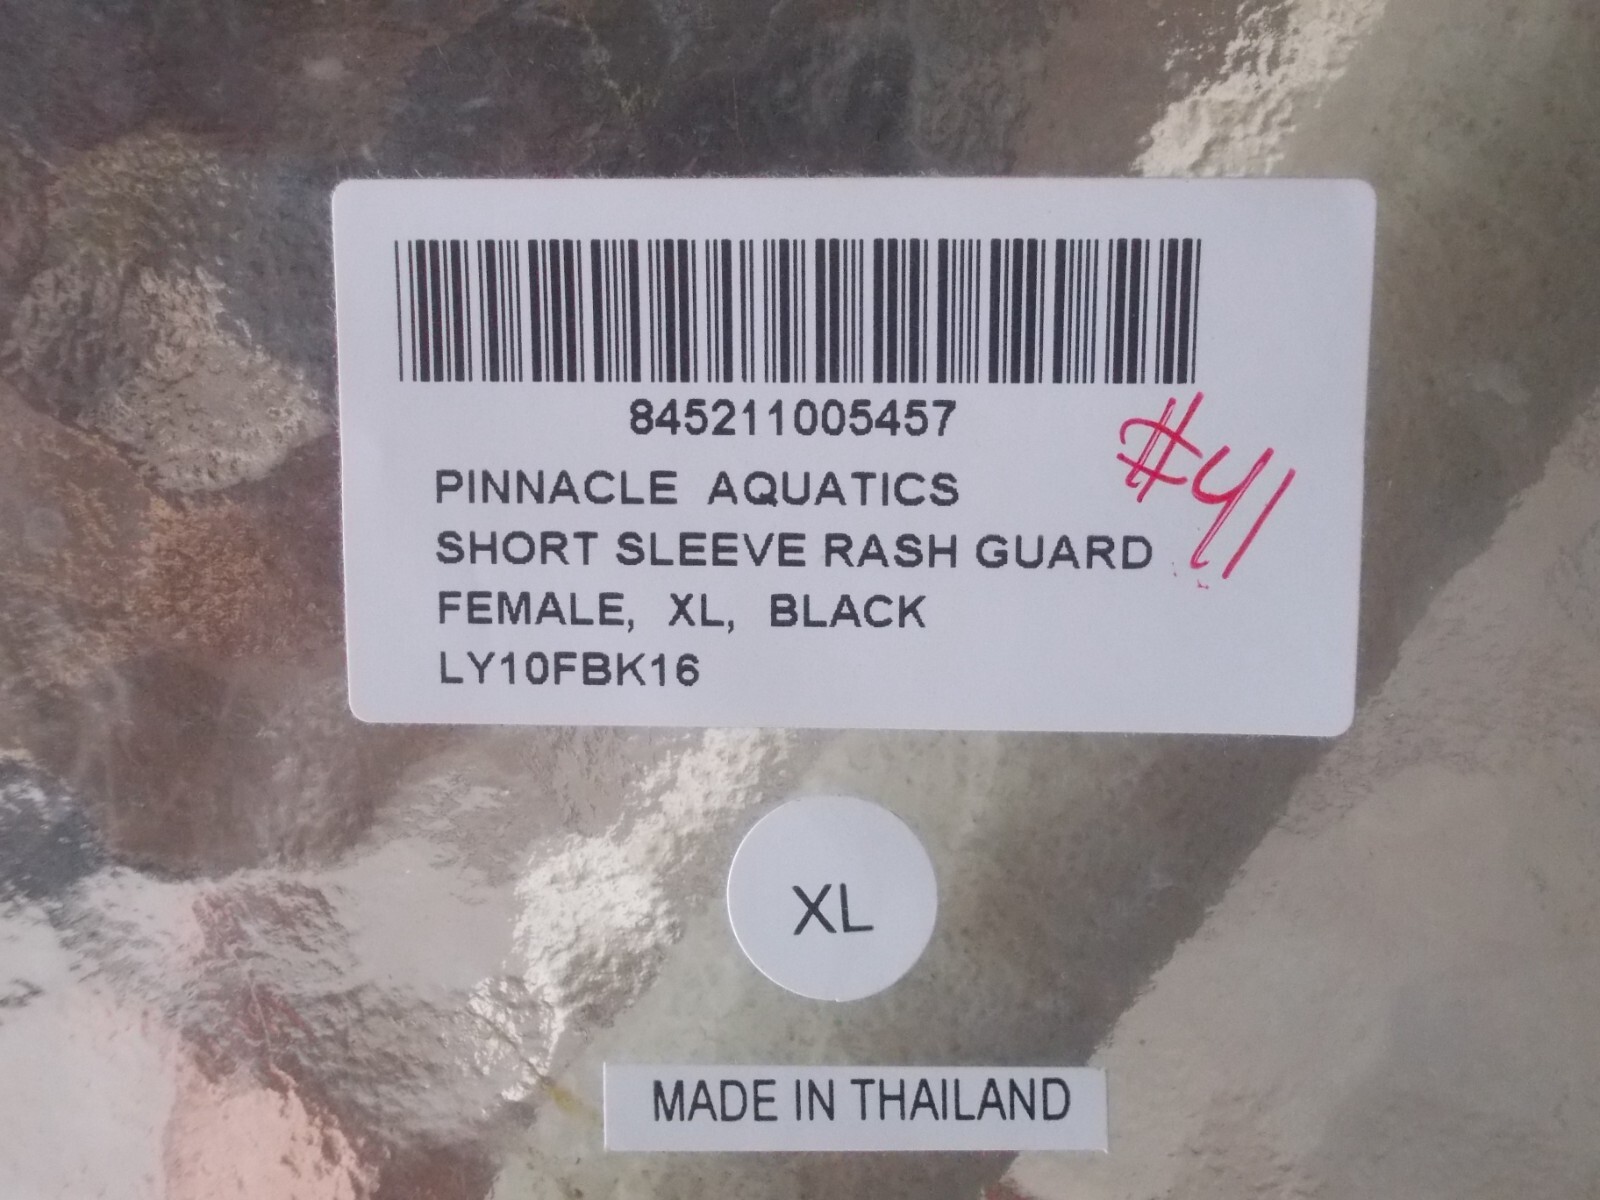 845211005457
#41
PINNACLE AQUATICS
SHORT SLEEVE RASH GUARD
FEMALE, XL, BLACK
LY10FBK16
XL
MADE IN THAILAND